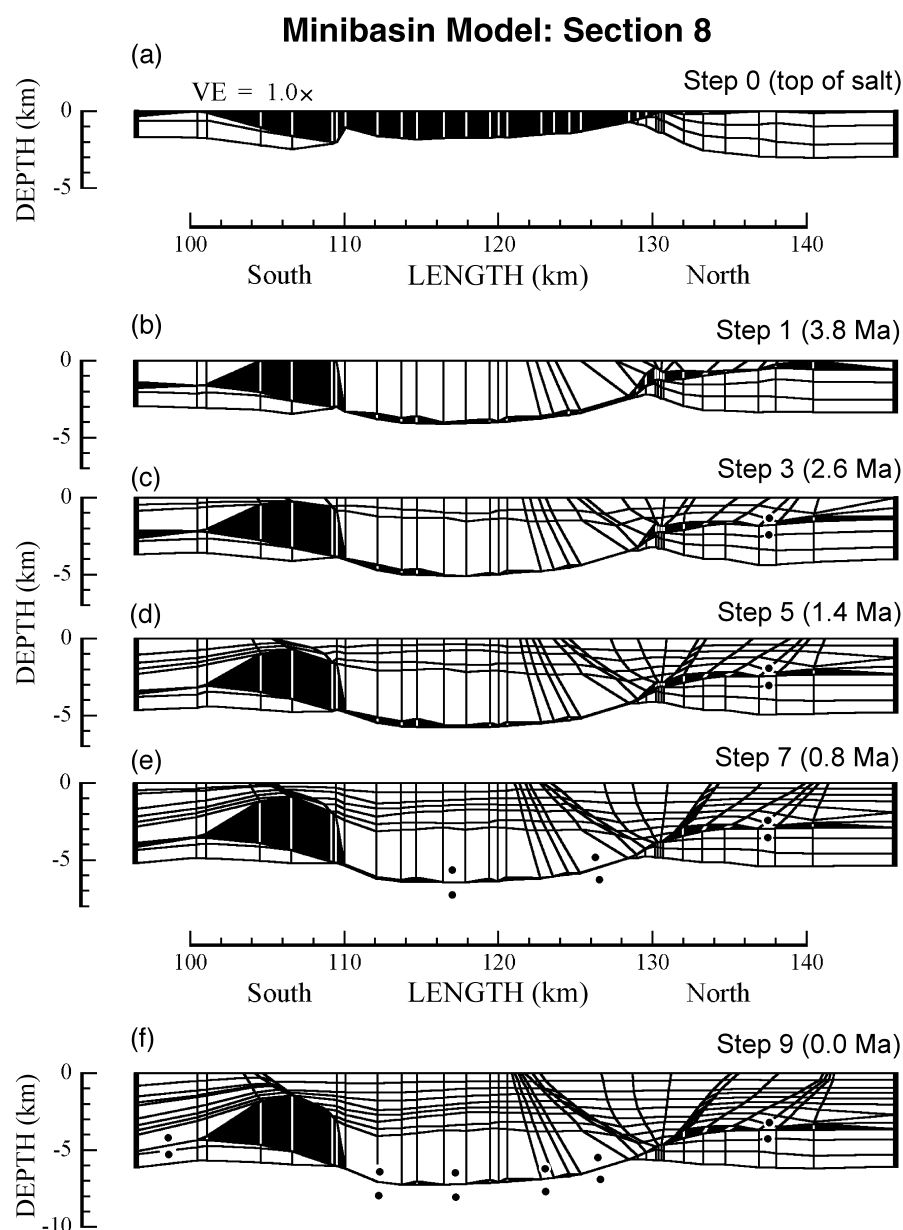 Minibasin Model: Section 8
(a)
VE = 1.0×
Step 0 (top of salt)
DEPTH (km)
0
-5
100 110 120 130 140
South LENGTH (km) North
(b)
Step 1 (3.8 Ma)
0
-5
(c)
Step 3 (2.6 Ma)
0
-5
DEPTH (km)
(d)
Step 5 (1.4 Ma)
0
-5
(e)
Step 7 (0.8 Ma)
0
-5
100 110 120 130 140
South LENGTH (km) North
(f)
Step 9 (0.0 Ma)
DEPTH (km)
0
-5
-10